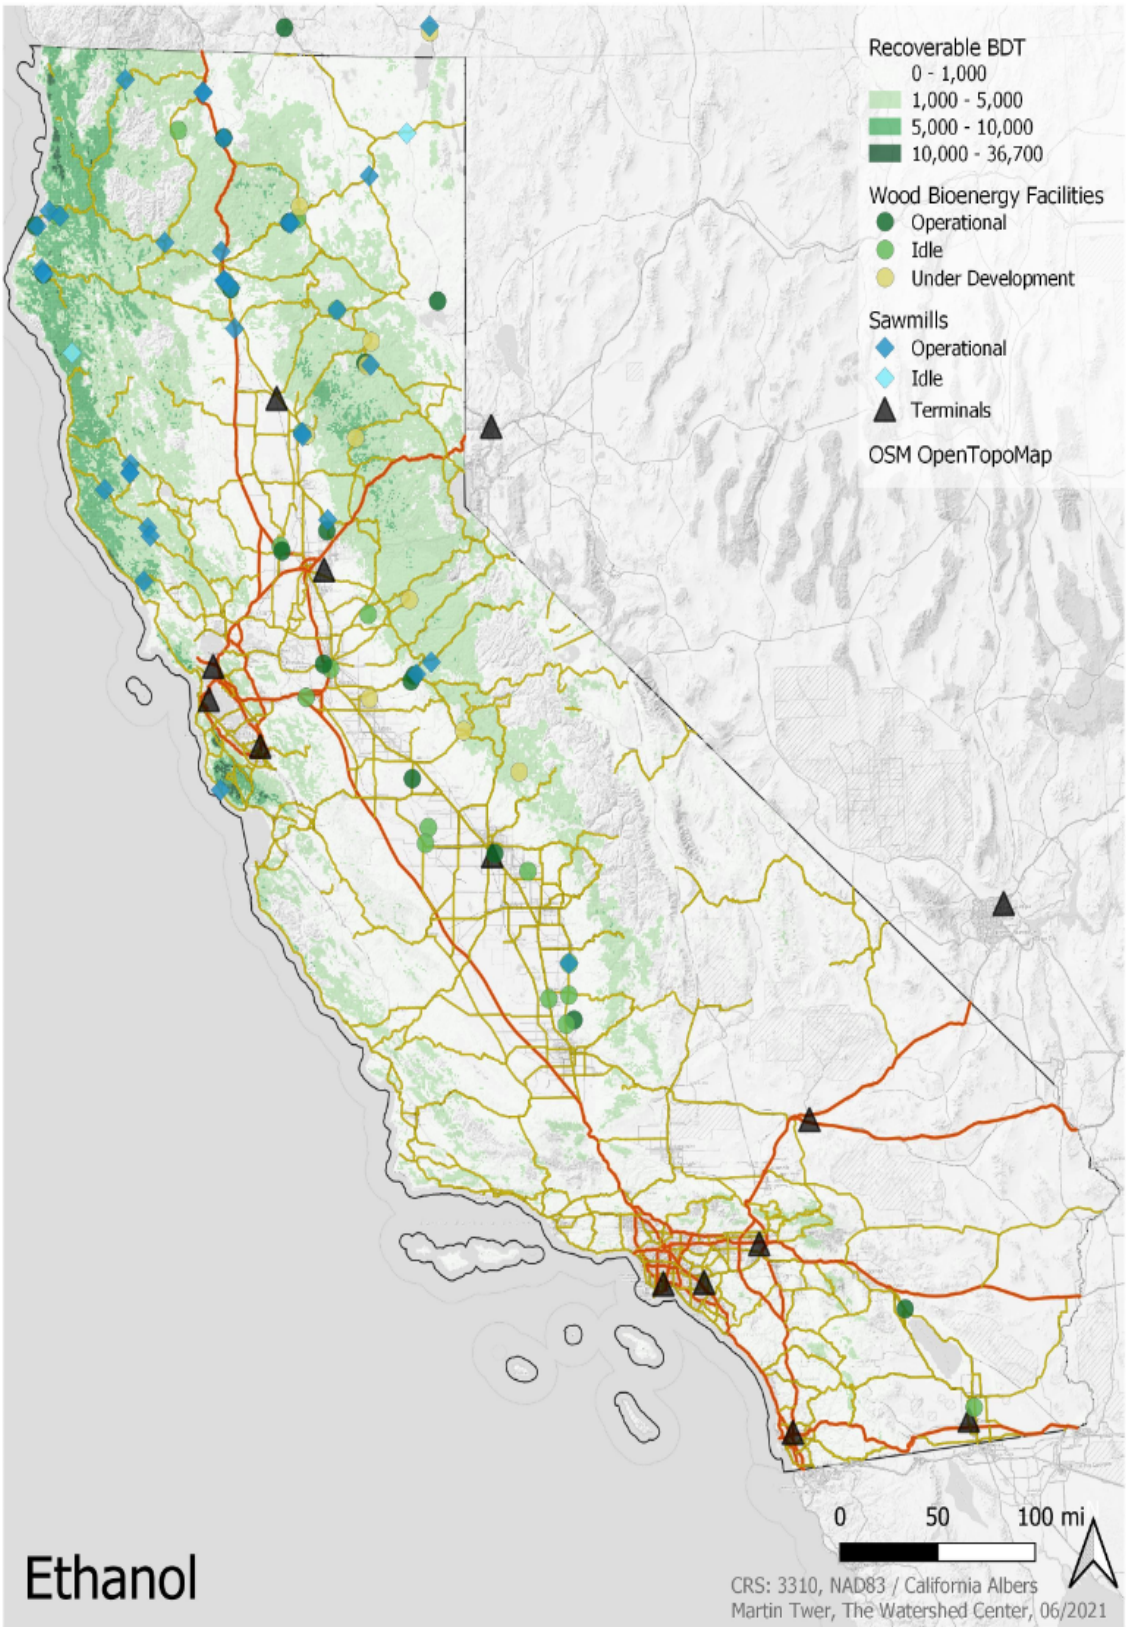 Recoverable BDT
0 - 1,000
1,000 - 5,000
5,000 - 10,000
10,000 - 36,700
Wood Bioenergy Facilities
Operational
Idle
Under Development
Sawmills
Operational
Idle
Terminals
OSM OpenTopoMap
0 50 100 mi
N
Ethanol
CRS: 3310, NAD83 / California Albers
Martin Twer, The Watershed Center, 06/2021